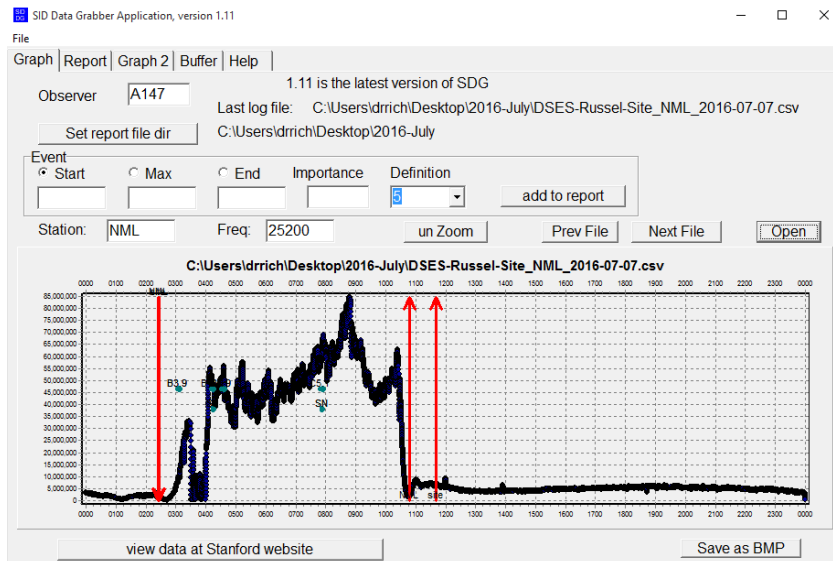 SID Data Grabber Application, version 1.11
File
Graph Report Graph 2 Buffer Help
1.11 is the latest version of SDG
Observer A147
Last log file: C:\Users\drrich\Desktop\2016-July\DSES-Russel-Site_NML_2016-07-07.csv
Set report file dir C:\Users\drrich\Desktop\2016-July
Event
Start Max End Importance Definition
5 add to report
Station: NML Freq: 25200 un Zoom Prev File Next File Open
C:\Users\drrich\Desktop\2016-July\DSES-Russel-Site_NML_2016-07-07.csv
0000 0100 0200 0300 0400 0500 0600 0700 0800 0900 1000 1100 1200 1300 1400 1500 1600 1700 1800 1900 2000 2100 2200 2300 0000
85,000,000
80,000,000
75,000,000
70,000,000
65,000,000
60,000,000
55,000,000
50,000,000
45,000,000
B3.9
40,000,000
SN
35,000,000
30,000,000
25,000,000
20,000,000
15,000,000
10,000,000
5,000,000
site
0
0000 0100 0200 0300 0400 0500 0600 0700 0800 0900 1000 1100 1200 1300 1400 1500 1600 1700 1800 1900 2000 2100 2200 2300 0000
view data at Stanford website Save as BMP